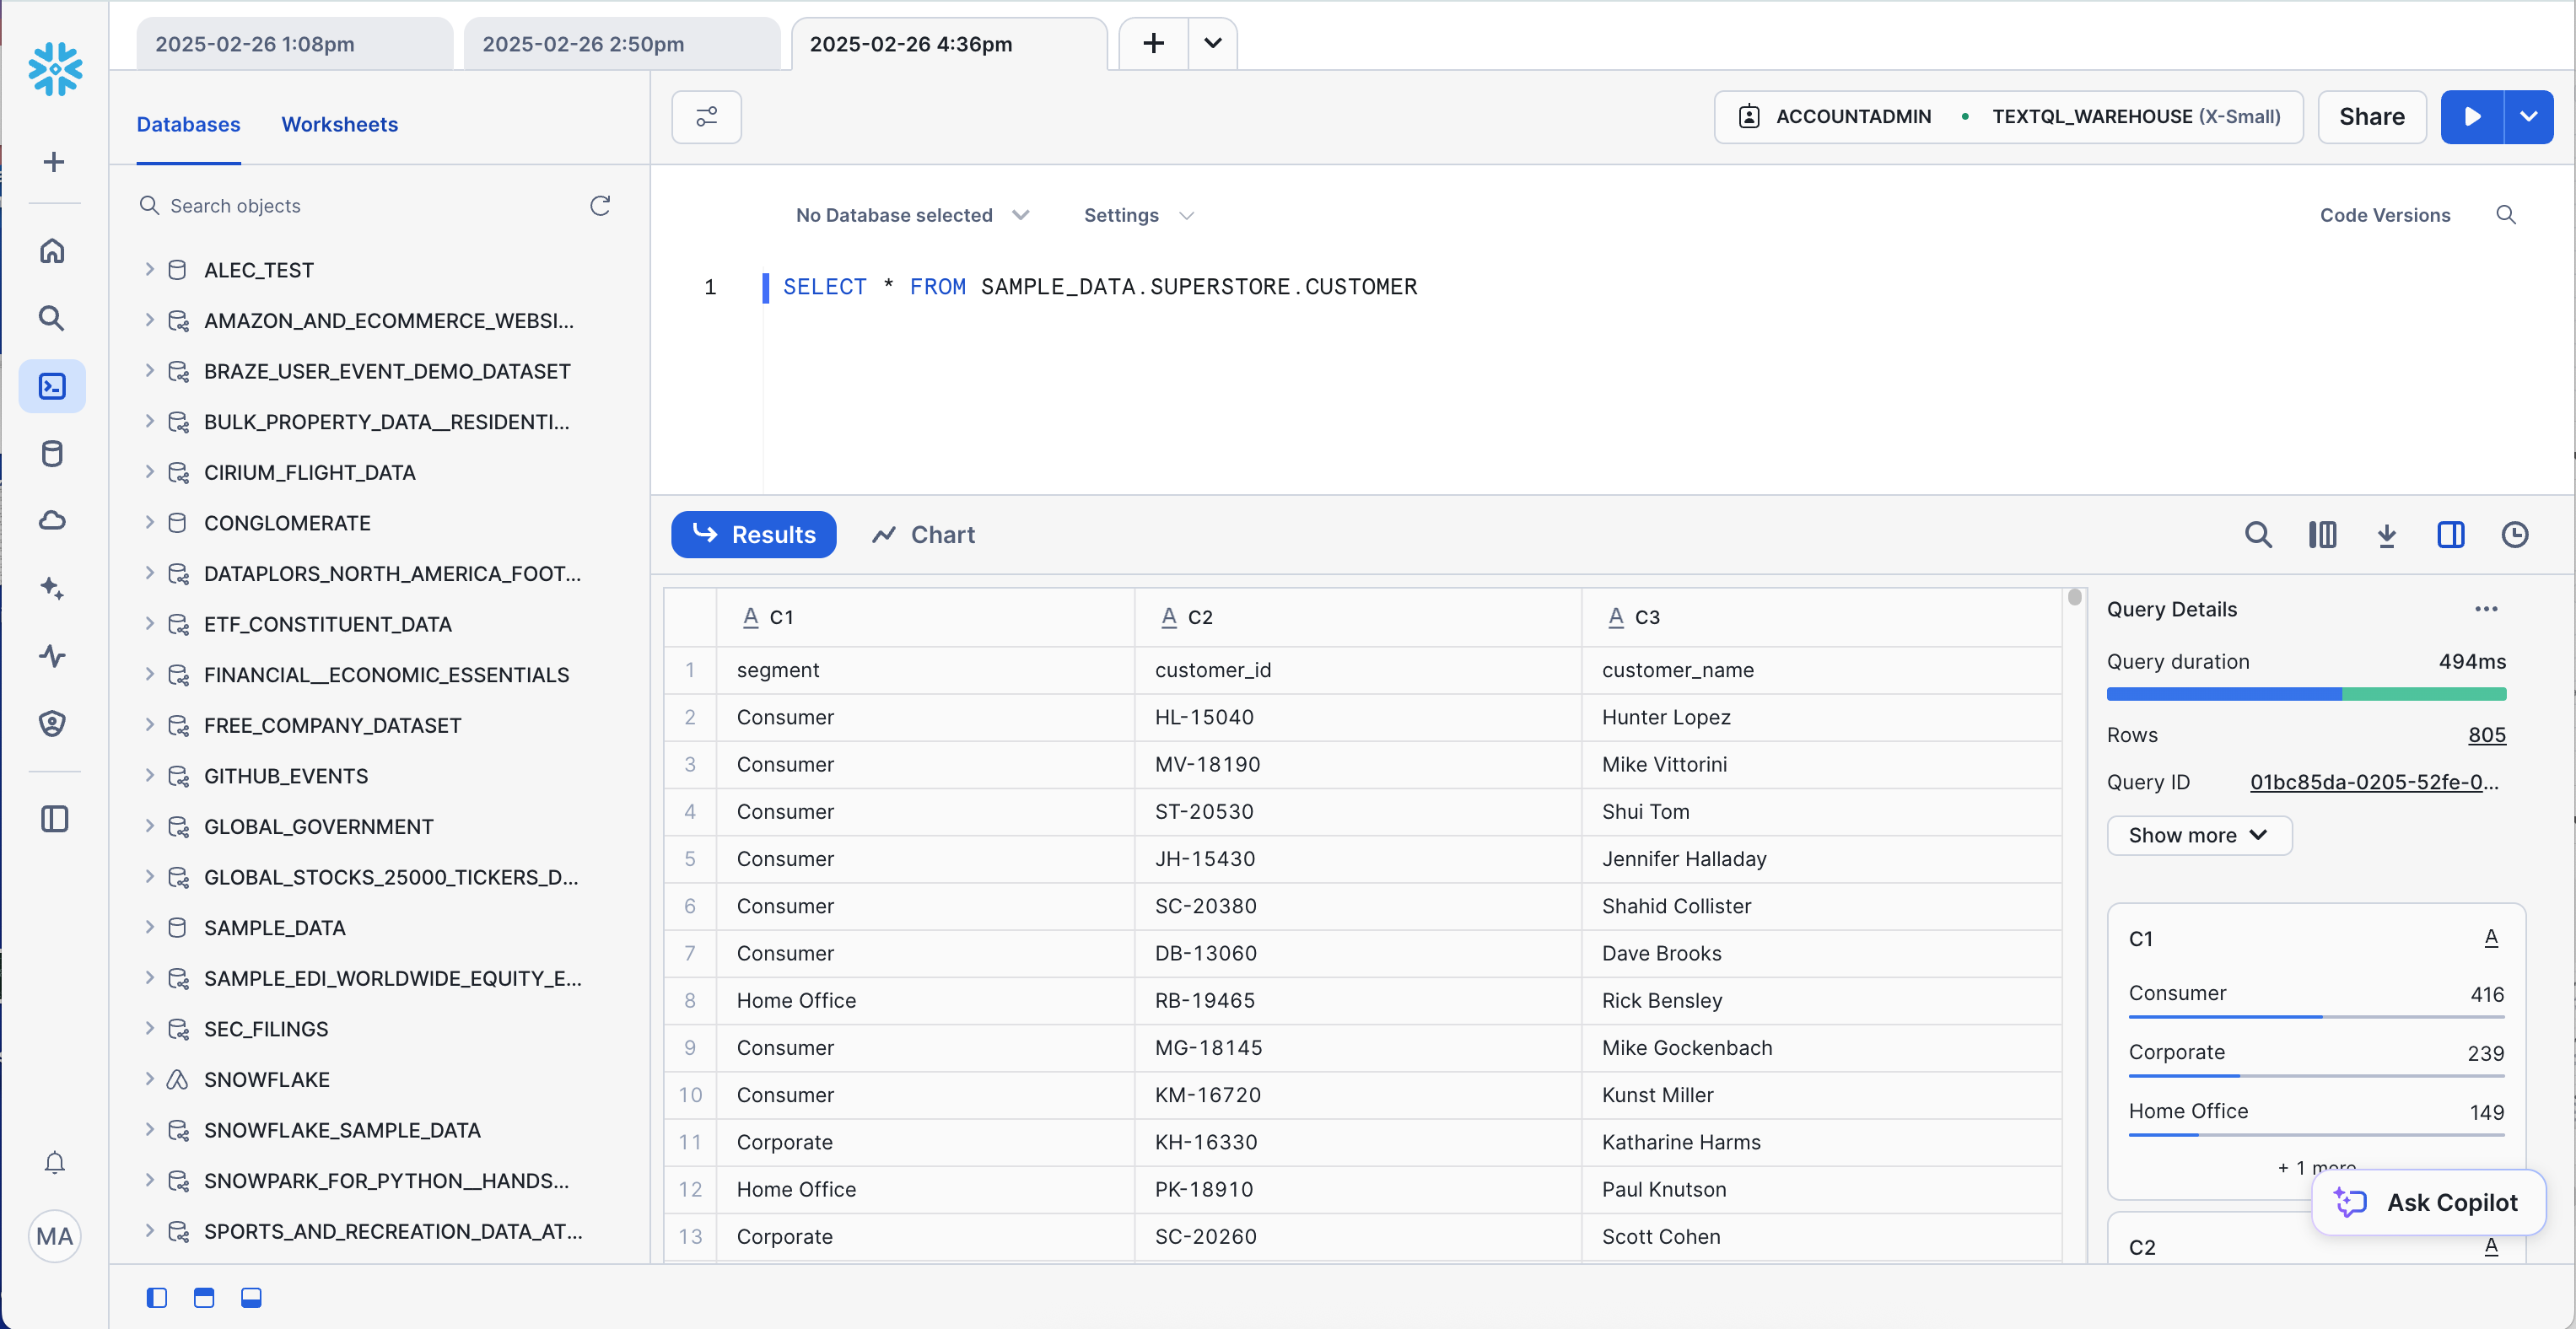 2025-02-26 1:08pm
2025-02-26 2:50pm
2025-02-26 4:36pm
Databases
Worksheets
ACCOUNTADMIN
TEXTQL_WAREHOUSE (X-Small)
Share
Search objects
ALEC_TEST
AMAZON_AND_ECOMMERCE_WEBSI...
BRAZE_USER_EVENT_DEMO_DATASET
BULK_PROPERTY_DATA__RESIDENTI...
CIRIUM_FLIGHT_DATA
CONGLOMERATE
DATAPLORS_NORTH_AMERICA_FOOT...
ETF_CONSTITUENT_DATA
FINANCIAL__ECONOMIC_ESSENTIALS
FREE_COMPANY_DATASET
GITHUB_EVENTS
GLOBAL_GOVERNMENT
GLOBAL_STOCKS_25000_TICKERS_D...
SAMPLE_DATA
SAMPLE_EDI_WORLDWIDE_EQUITY_E...
SEC_FILINGS
SNOWFLAKE
SNOWFLAKE_SAMPLE_DATA
SNOWPARK_FOR_PYTHON__HANDS...
SPORTS_AND_RECREATION_DATA_AT...
MA
No Database selected
Settings
Code Versions
1 SELECT * FROM SAMPLE_DATA.SUPERSTORE.CUSTOMER
Results
Chart
A C1 A C2 A C3
1 segment customer_id customer_name
2 Consumer HL-15040 Hunter Lopez
3 Consumer MV-18190 Mike Vittorini
4 Consumer ST-20530 Shui Tom
5 Consumer JH-15430 Jennifer Halladay
6 Consumer SC-20380 Shahid Collister
7 Consumer DB-13060 Dave Brooks
8 Home Office RB-19465 Rick Bensley
9 Consumer MG-18145 Mike Gockenbach
10 Consumer KM-16720 Kunst Miller
11 Corporate KH-16330 Katharine Harms
12 Home Office PK-18910 Paul Knutson
13 Corporate SC-20260 Scott Cohen
Query Details
Query duration 494ms
Rows 805
Query ID 01bc85da-0205-52fe-0...
Show more
C1 A
Consumer 416
Corporate 239
Home Office 149
+ 1 more
Ask Copilot
C2 A